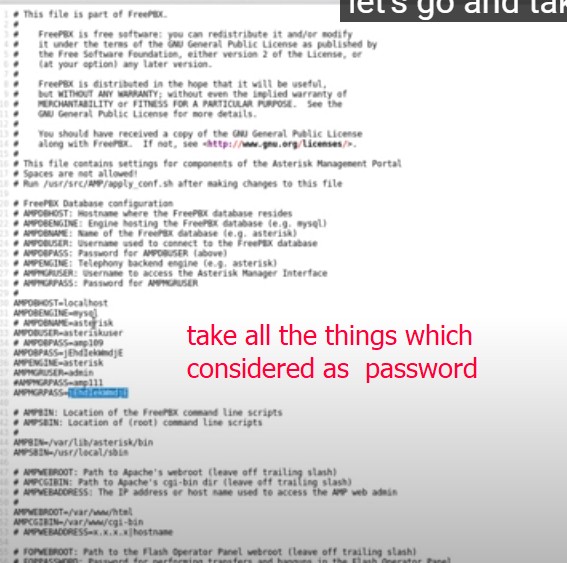 let's go and tak
# This file is part of FreePBX.
#
# FreePBX is free software: you can redistribute it and/or modify
# it under the terms of the GNU General Public License as published by
# the Free Software Foundation, either version 2 of the License, or
# (at your option) any later version.
#
# FreePBX is distributed in the hope that it will be useful,
# but WITHOUT ANY WARRANTY; without even the implied warranty of
# MERCHANTABILITY or FITNESS FOR A PARTICULAR PURPOSE. See the
# GNU General Public License for more details.
#
# You should have received a copy of the GNU General Public License
# along with FreePBX. If not, see <http://www.gnu.org/licenses/>.
#
# This file contains settings for components of the Asterisk Management Portal
# Spaces are not allowed!
# Run /usr/src/AMP/apply_conf.sh after making changes to this file
# FreePBX Database configuration
# AMPDBHOST: Hostname where the FreePBX database resides
# AMPDBENGINE: Engine hosting the FreePBX database (e.g. mysql)
# AMPDBNAME: Name of the FreePBX database (e.g. asterisk)
# AMPDBUSER: Username used to connect to the FreePBX database
# AMPDBPASS: Password for AMPDBUSER (above)
# AMPENGINE: Telephony backend engine (e.g. asterisk)
# AMPMGRUSER: Username to access the Asterisk Manager Interface
# AMPMGRPASS: Password for AMPMGRUSER
#
AMPDBHOST=localhost
AMPDBENGINE=mysql
# AMPDBNAME=asterisk
AMPDBUSER=asteriskuser
# AMPDBPASS=amp109
AMPDBPASS=jEhdIekWmdjE
AMPENGINE=asterisk
AMPMGRUSER=admin
#AMPMGRPASS=amp111
AMPMGRPASS=jEhdIekWmdjE
take all the things which
considered as password
# AMPBIN: Location of the FreePBX command line scripts
# AMPSBIN: Location of (root) command line scripts
#
AMPBIN=/var/lib/asterisk/bin
AMPSBIN=/usr/local/sbin
# AMPWEBROOT: Path to Apache's webroot (leave off trailing slash)
# AMPCGIBIN: Path to Apache's cgi-bin dir (leave off trailing slash)
# AMPWEBADDRESS: The IP address or host name used to access the AMP web admin
#
AMPWEBROOT=/var/www/html
AMPCGIBIN=/var/www/cgi-bin
# AMPWEBADDRESS=x.x.x.x|hostname
# FOPWEBROOT: Path to the Flash Operator Panel webroot (leave off trailing slash)
# FOPPASSWORD: Password for performing transfers and hangups in the Flash Operator Panel